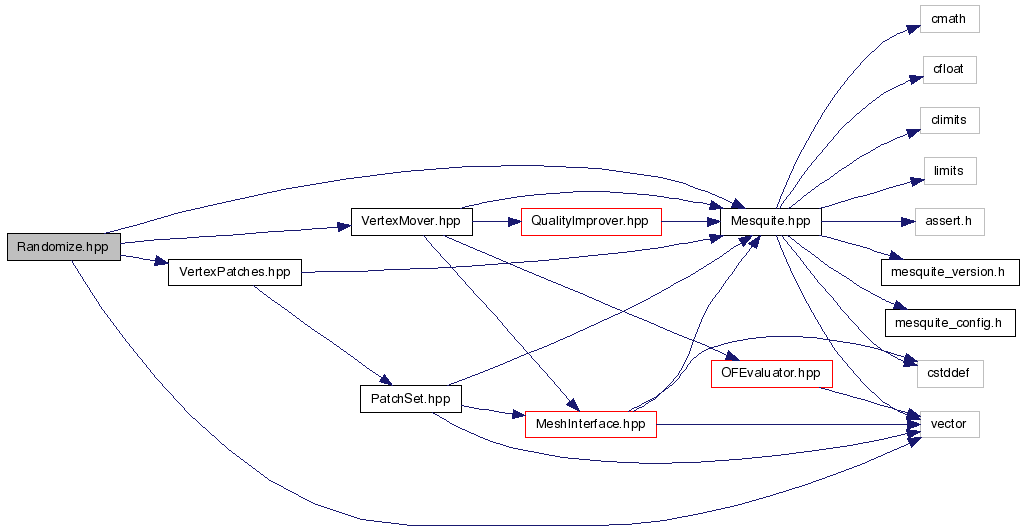 cmath
cfloat
climits
limits
VertexMover.hpp
QualityImprover.hpp
Mesquite.hpp
assert.h
Randomize.hpp
VertexPatches.hpp
mesquite_version.h
mesquite_config.h
OFEvaluator.hpp
cstddef
PatchSet.hpp
MeshInterface.hpp
vector